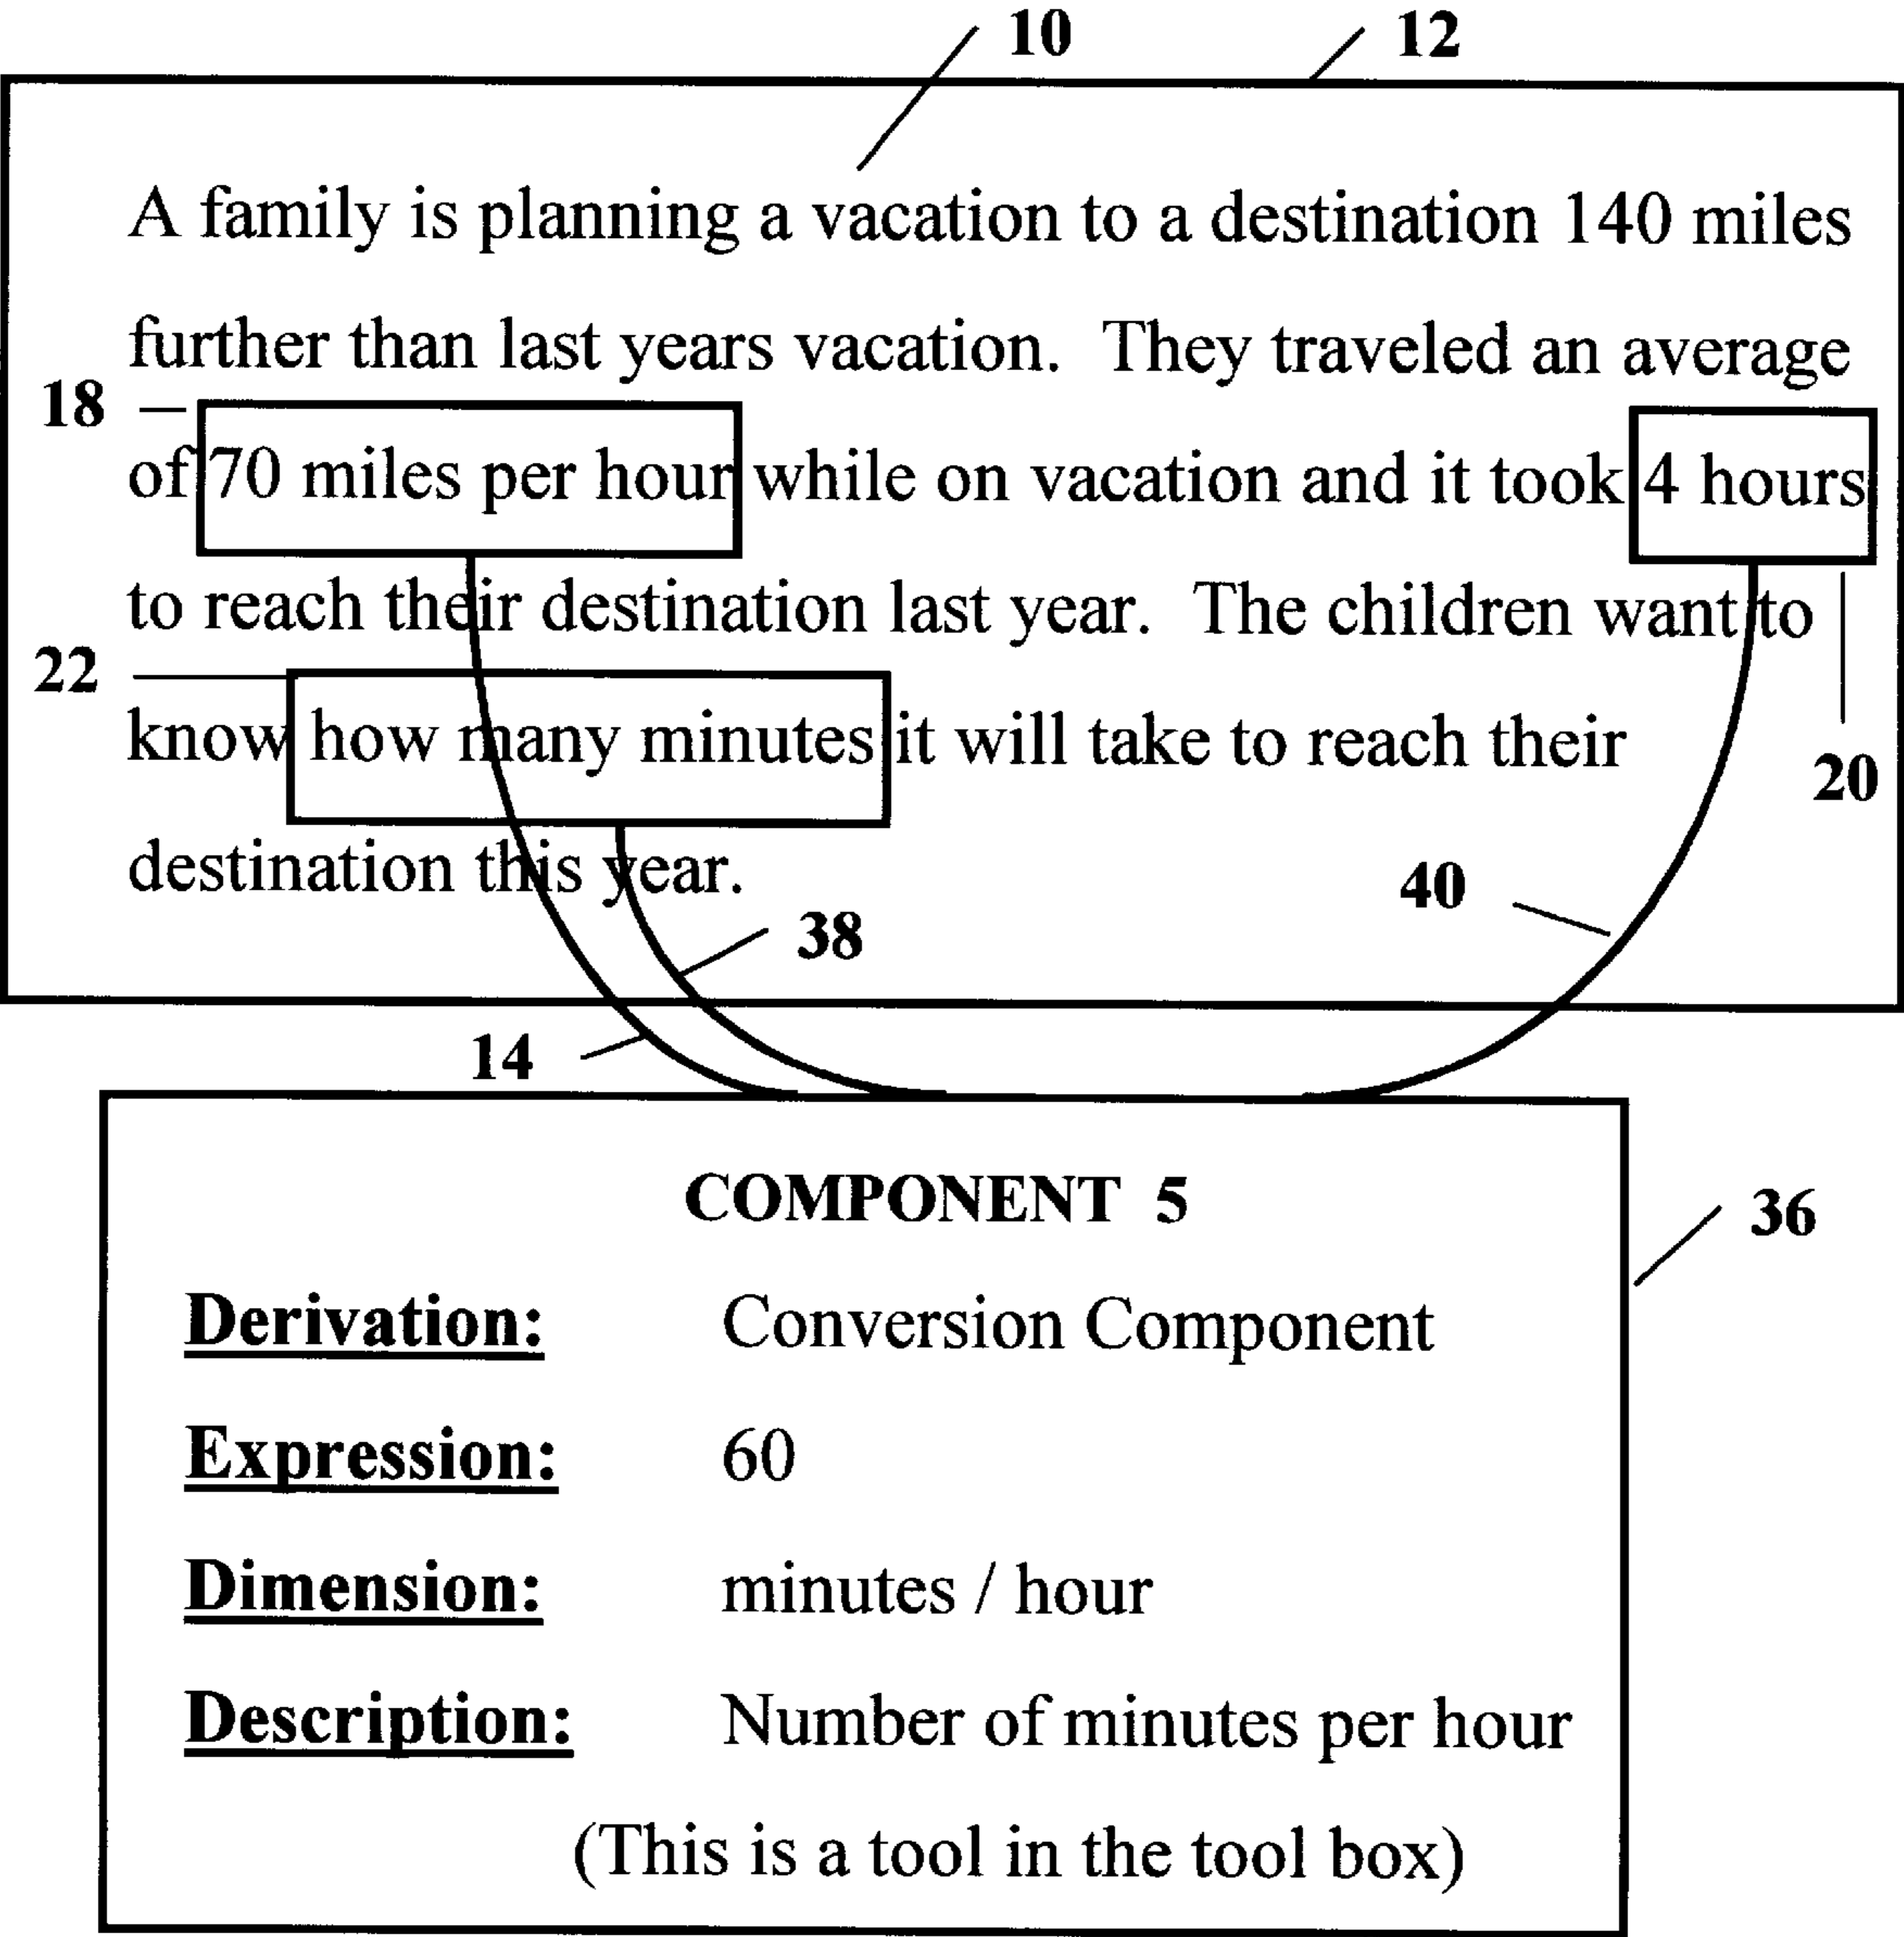 10
12
A family is planning a vacation to a destination 140 miles
further than last years vacation. They traveled an average
18
of 70 miles per hour while on vacation and it took 4 hours
to reach their destination last year. The children want to
22
know how many minutes it will take to reach their
20
destination this year.
40
38
14
COMPONENT 5
36
Derivation: Conversion Component
Expression: 60
Dimension: minutes / hour
Description: Number of minutes per hour
(This is a tool in the tool box)